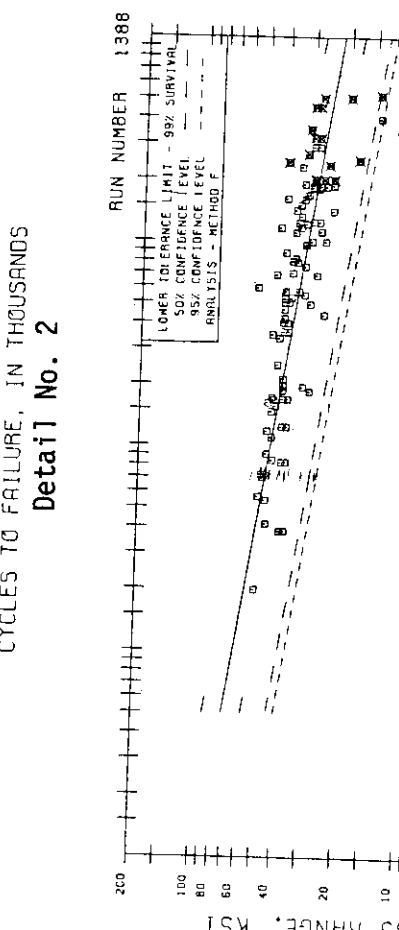 CYCLES TO FAILURE, IN THOUSANDS
Detail No. 2
RUN NUMBER 1388
LOWER TOLERANCE LIMIT - 99% SURVIVAL
50% CONFIDENCE LEVEL
95% CONFIDENCE LEVEL
ANALYSIS - METHOD F
200
100
80
60
40
20
10
KSI